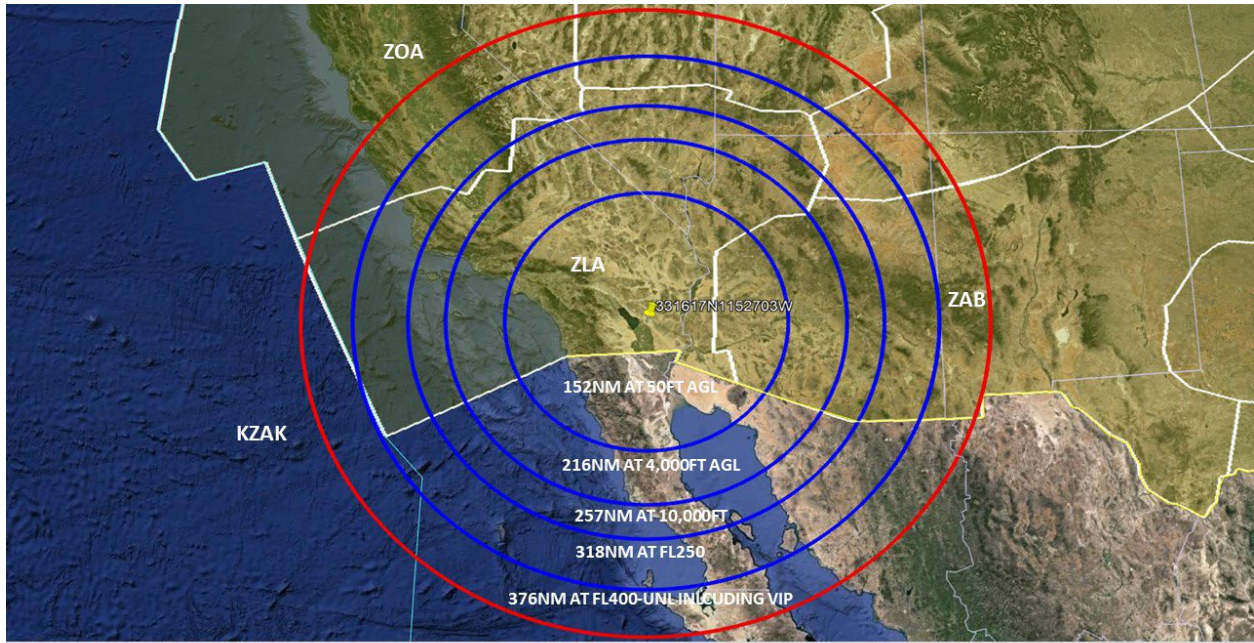 ZOA
ZLA
331617N1152703W
ZAB
152NM AT 50FT AGL
KZAK
216NM AT 4,000FT AGL
257NM AT 10,000FT
318NM AT FL250
376NM AT FL400-UNL INLCUDING VIP